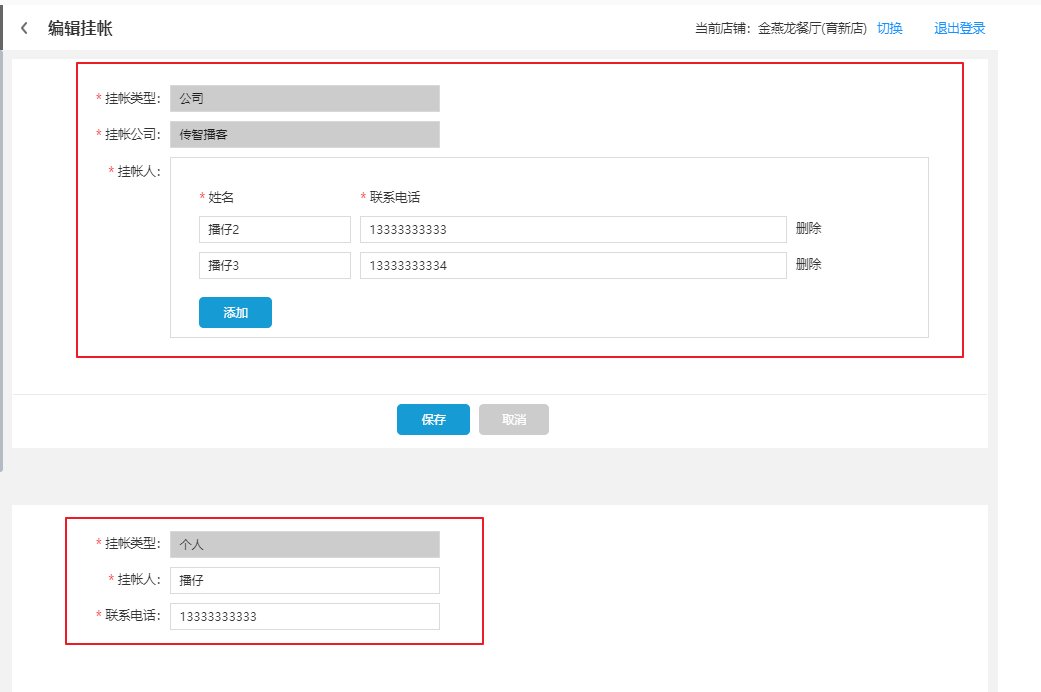 编辑挂帐 当前店铺: 金燕龙餐厅(育新店) 切换 退出登录
* 挂帐类型: 公司
* 挂帐公司: 传智播客
* 挂帐人:
* 姓名 * 联系电话
播仔2 13333333333 删除
播仔3 13333333334 删除
添加
保存 取消
* 挂帐类型: 个人
* 挂帐人: 播仔
* 联系电话: 13333333333